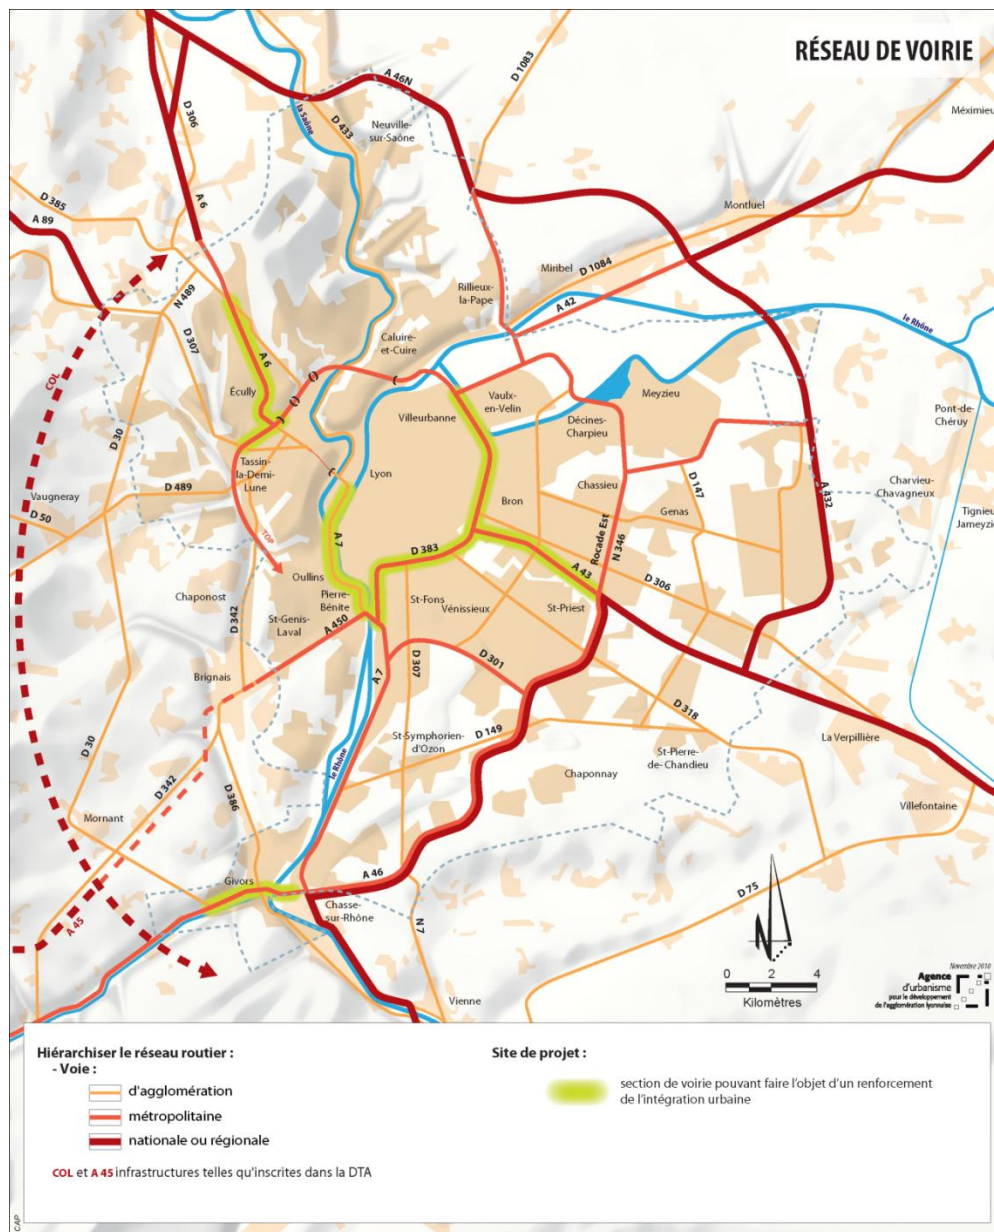 RÉSEAU DE VOIRIE
A 46N
D 1083
D 306
la Saône
D 433
Neuville-
sur-Saône
Méximieu
D 385
A 89
A 6
Montluel
N 489
Miribel
D 1084
Rillieux-
la-Pape
A 42
le Rhône
D 307
COL
A 6
Caluire-
et-Cuire
Écully
Vaulx-
en-Velin
Meyzieu
Villeurbanne
Décines-
Charpieu
Pont-de-
Chéruy
D 30
Tassin-
la-Demi-
Lune
Lyon
Chassieu
D 147
Charvieu-
Chavagneux
Vaugneray
D 489
Bron
Genas
A 432
Tignieu
Jameyzie
D 50
TOP
A 7
D 383
Rocade Est
N 346
A 43
D 306
Oullins
Pierre-
Bénite
St-Fons
Vénissieux
St-Priest
Chaponost
D 342
St-Genis-
Laval
A 450
D 307
D 301
A 7
Brignais
D 318
D 30
St-Symphorien-
d'Ozon
D 149
La Verpillière
St-Pierre-
de-Chandieu
le Rhône
Chaponnay
D 342
D 386
Villefontaine
Mornant
Givors
A 46
D 75
Chasse-
sur-Rhône
N 7
A 45
N
0 2 4
Kilomètres
Novembre 2010
Agence
d'urbanisme
pour le développement
de l'agglomération lyonnaise
Vienne
Hiérarchiser le réseau routier :
- Voie :
d'agglomération
métropolitaine
nationale ou régionale
COL et A 45 infrastructures telles qu'inscrites dans la DTA
Site de projet :
section de voirie pouvant faire l'objet d'un renforcement
de l'intégration urbaine
CAP